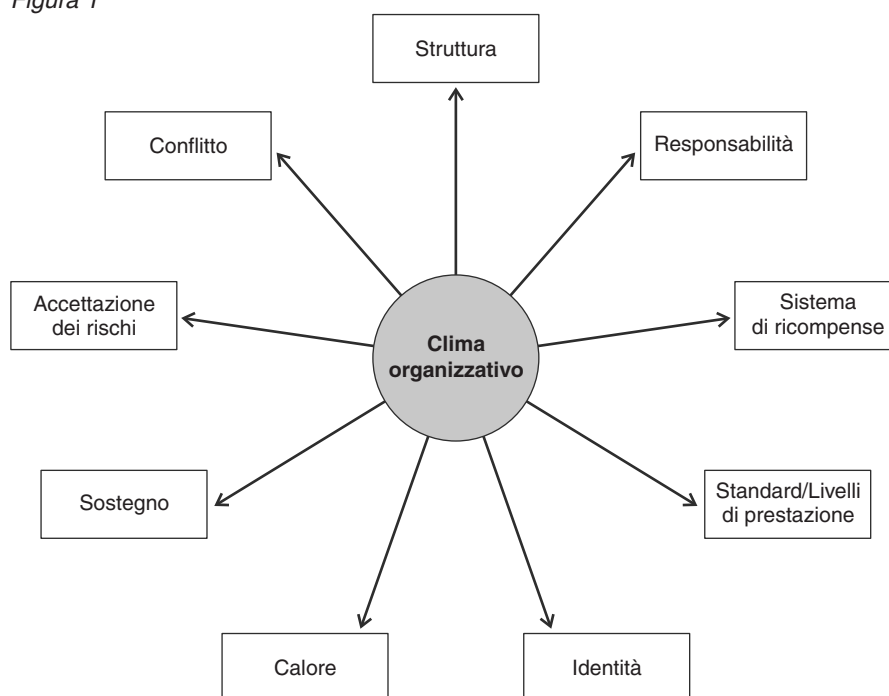 Figura 1
Struttura
Conflitto
Responsabilità
Accettazione
dei rischi
Sistema
di ricompense
Clima
organizzativo
Sostegno
Standard/Livelli
di prestazione
Calore
Identità